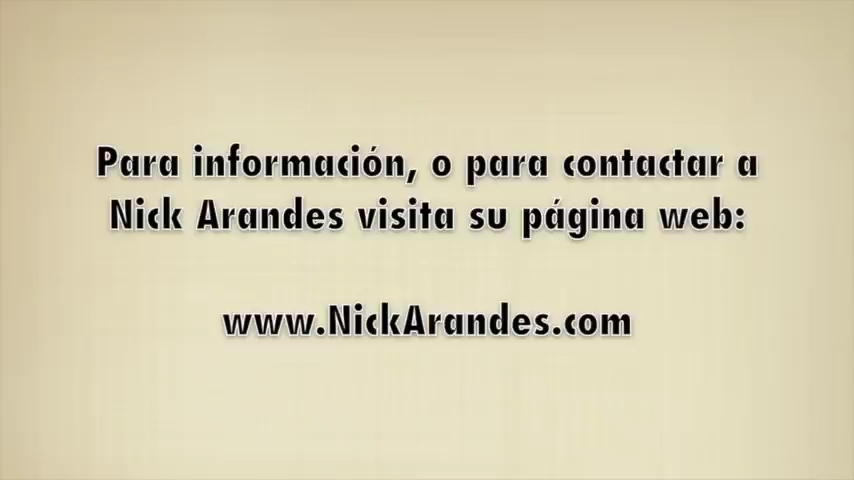 Para información, o para contactar a
Nick Arandes visita su página web:
www.NickArandes.com